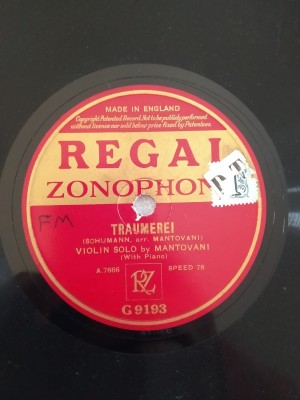 MADE IN ENGLAND
Copyright Patented Record. Not to be publicly performed
without licence nor sold below price fixed by Patentees.
REGAL
ZONOPHON
FM
TRAUMEREI
(SCHUMANN, arr. MANTOVANI)
VIOLIN SOLO by MANTOVANI
(With Piano)
A.7666 SPEED 78
RZ
G 9193